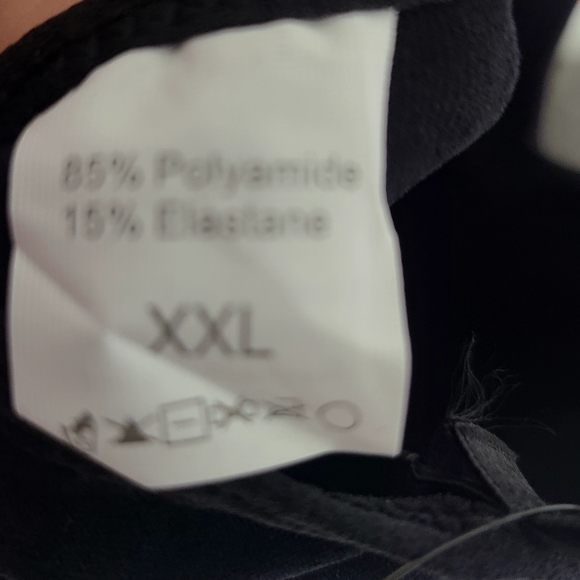 85% Polyamide
15% Elastane
XXL